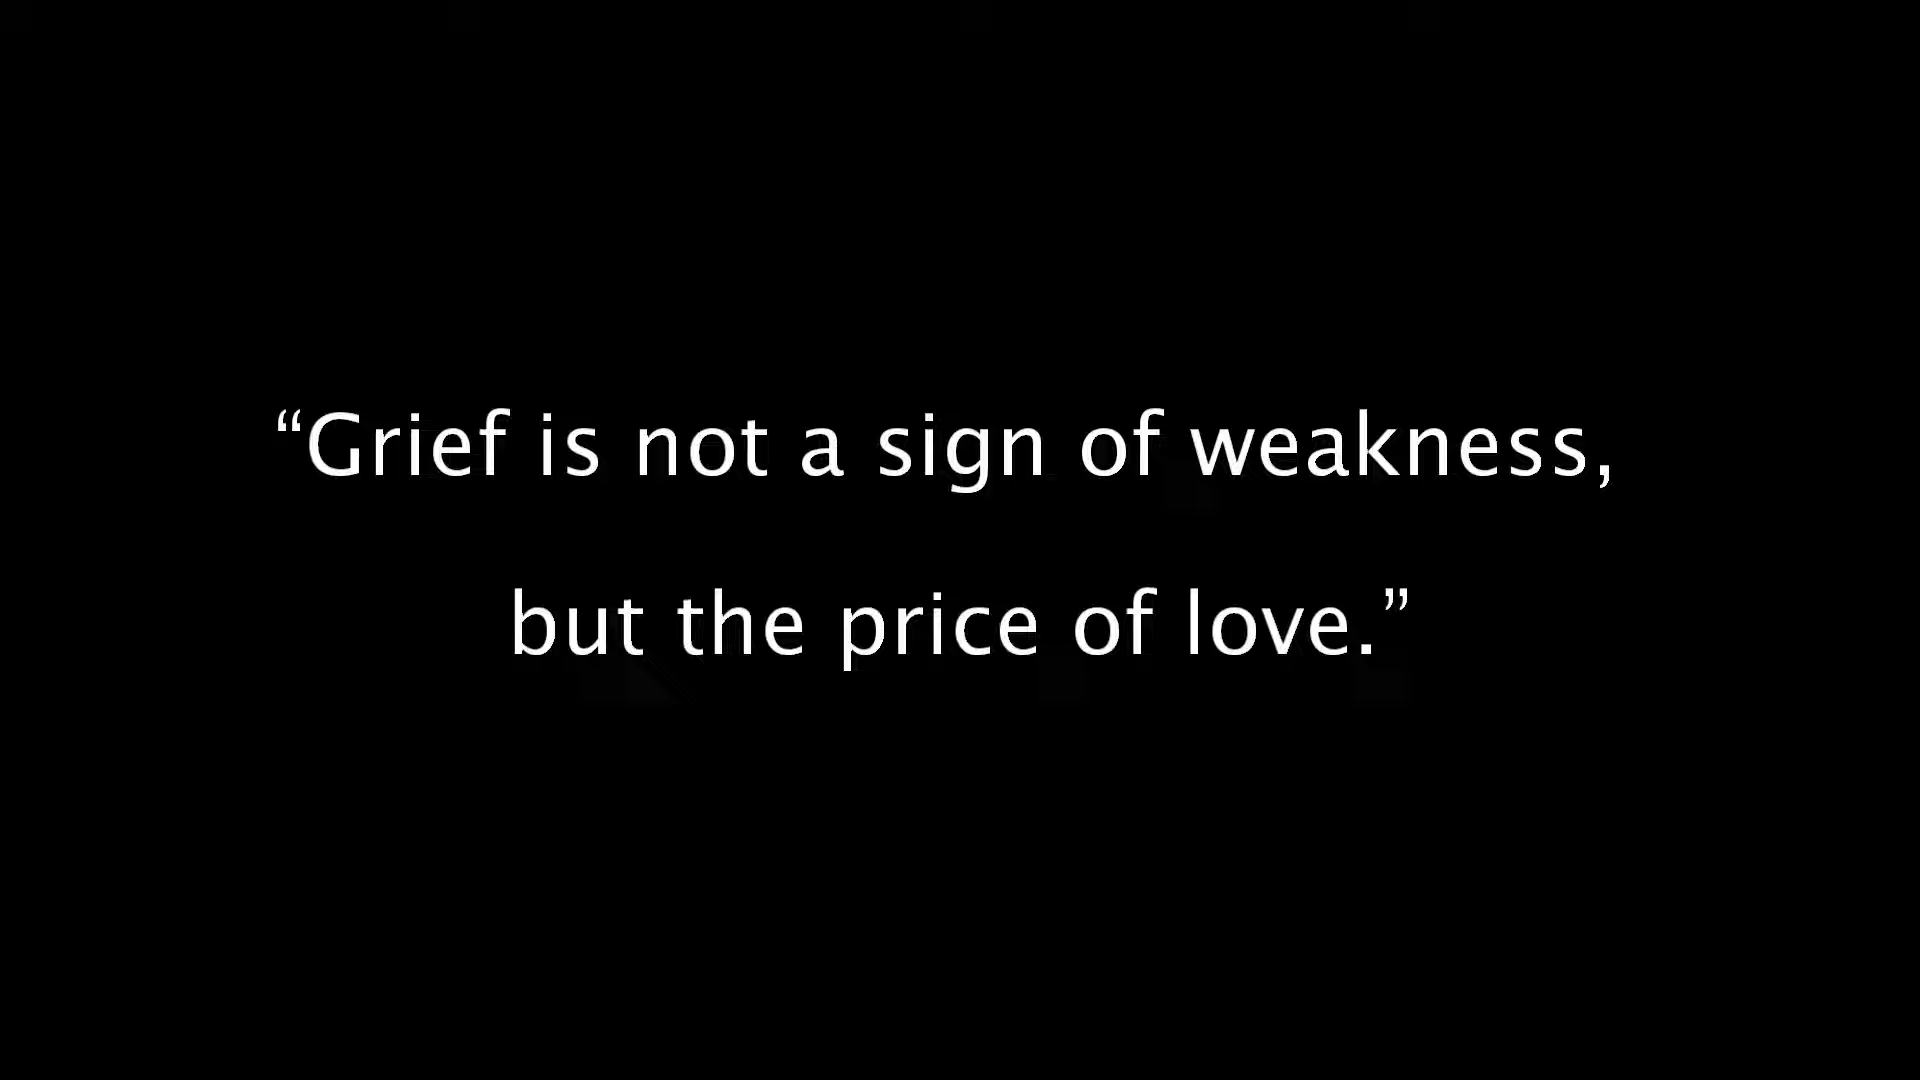 “Grief is not a sign of weakness,
but the price of love.”